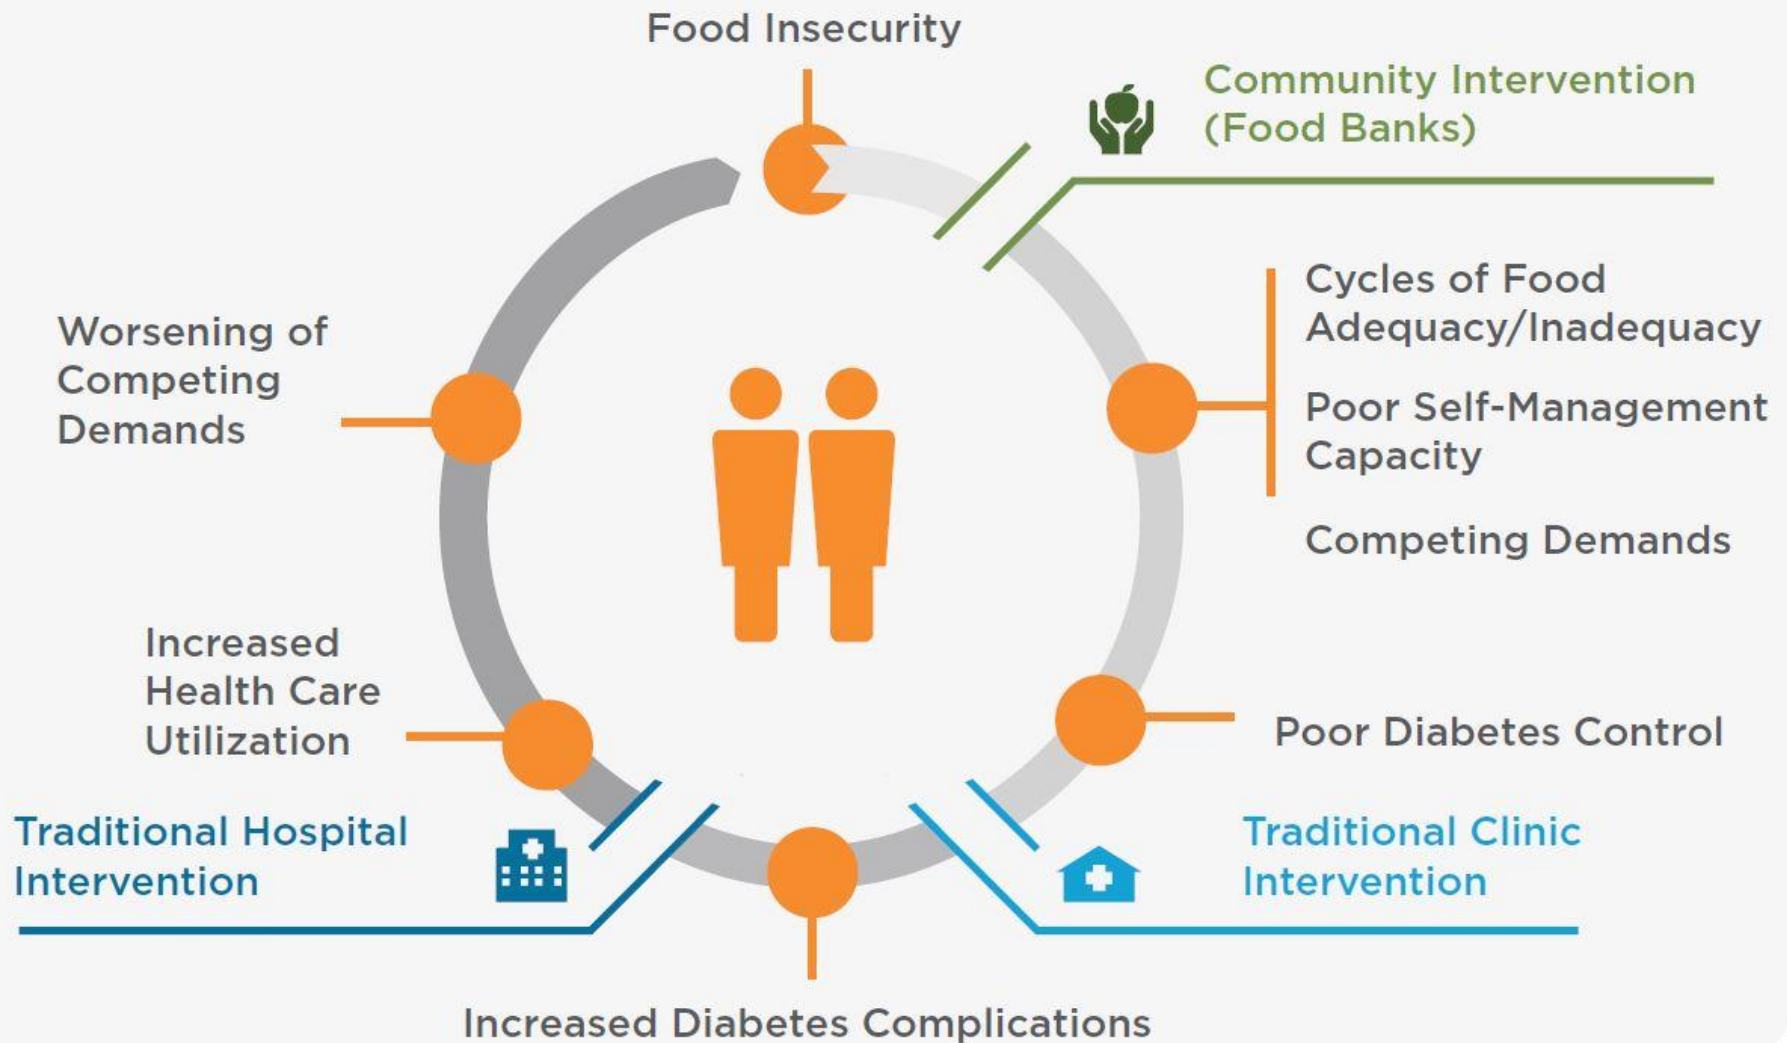 Food Insecurity
Community Intervention
(Food Banks)
Cycles of Food
Adequacy/Inadequacy
Poor Self-Management
Capacity
Competing Demands
Poor Diabetes Control
Traditional Clinic
Intervention
Increased Diabetes Complications
Traditional Hospital
Intervention
Increased
Health Care
Utilization
Worsening of
Competing
Demands